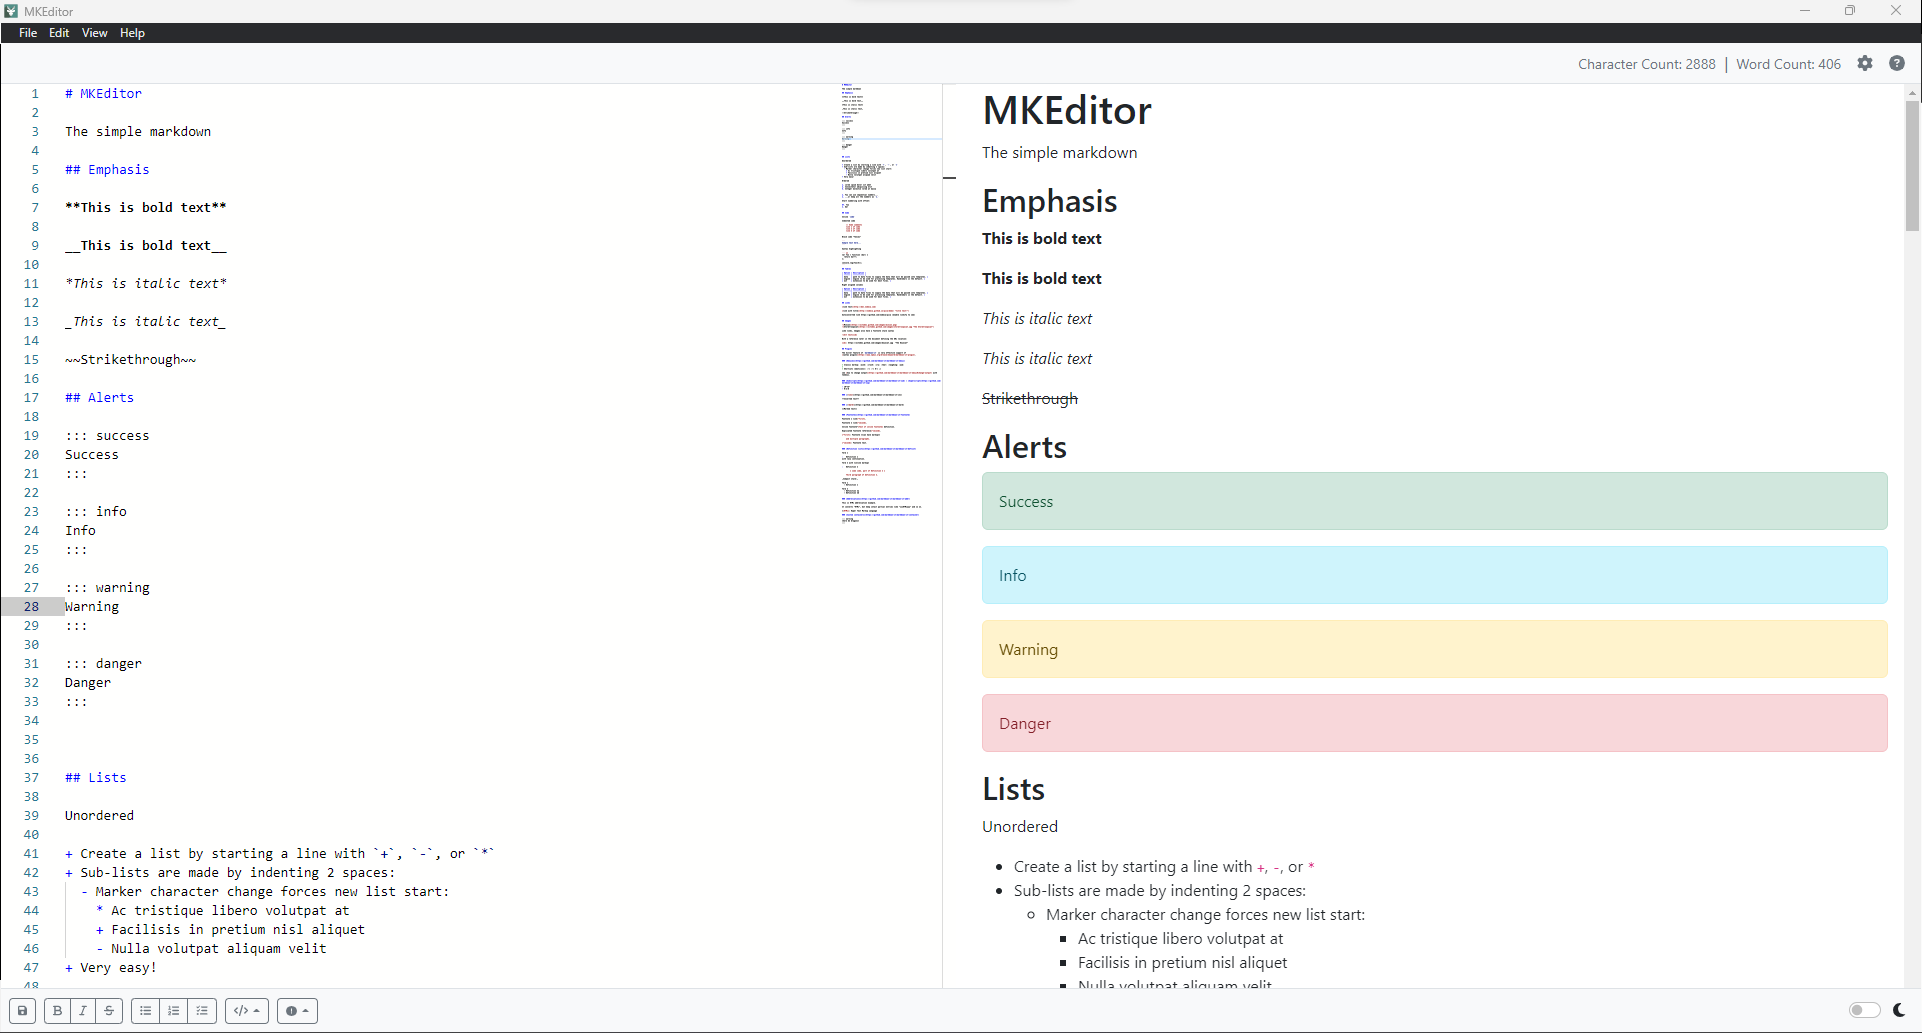 MKEditor
File Edit View Help
Character Count: 2888 | Word Count: 406
1 # MKEditor
2
3 The simple markdown
4
5 ## Emphasis
6
7 **This is bold text**
8
9 __This is bold text__
10
11 *This is italic text*
12
13 _This is italic text_
14
15 ~~Strikethrough~~
16
17 ## Alerts
18
19 ::: success
20 Success
21 :::
22
23 ::: info
24 Info
25 :::
26
27 ::: warning
28 Warning
29 :::
30
31 ::: danger
32 Danger
33 :::
34
35
36
37 ## Lists
38
39 Unordered
40
41 + Create a list by starting a line with `+`, `-`, or `*`
42 + Sub-lists are made by indenting 2 spaces:
43 - Marker character change forces new list start:
44 * Ac tristique libero volutpat at
45 + Facilisis in pretium nisl aliquet
46 - Nulla volutpat aliquam velit
47 + Very easy!
48
MKEditor
The simple markdown
Emphasis
This is bold text
This is bold text
This is italic text
This is italic text
Strikethrough
Alerts
Success
Info
Warning
Danger
Lists
Unordered
• Create a list by starting a line with +, -, or *
• Sub-lists are made by indenting 2 spaces:
◦ Marker character change forces new list start:
▪ Ac tristique libero volutpat at
▪ Facilisis in pretium nisl aliquet
▪ Nulla volutpat aliquam velit
B I S </>